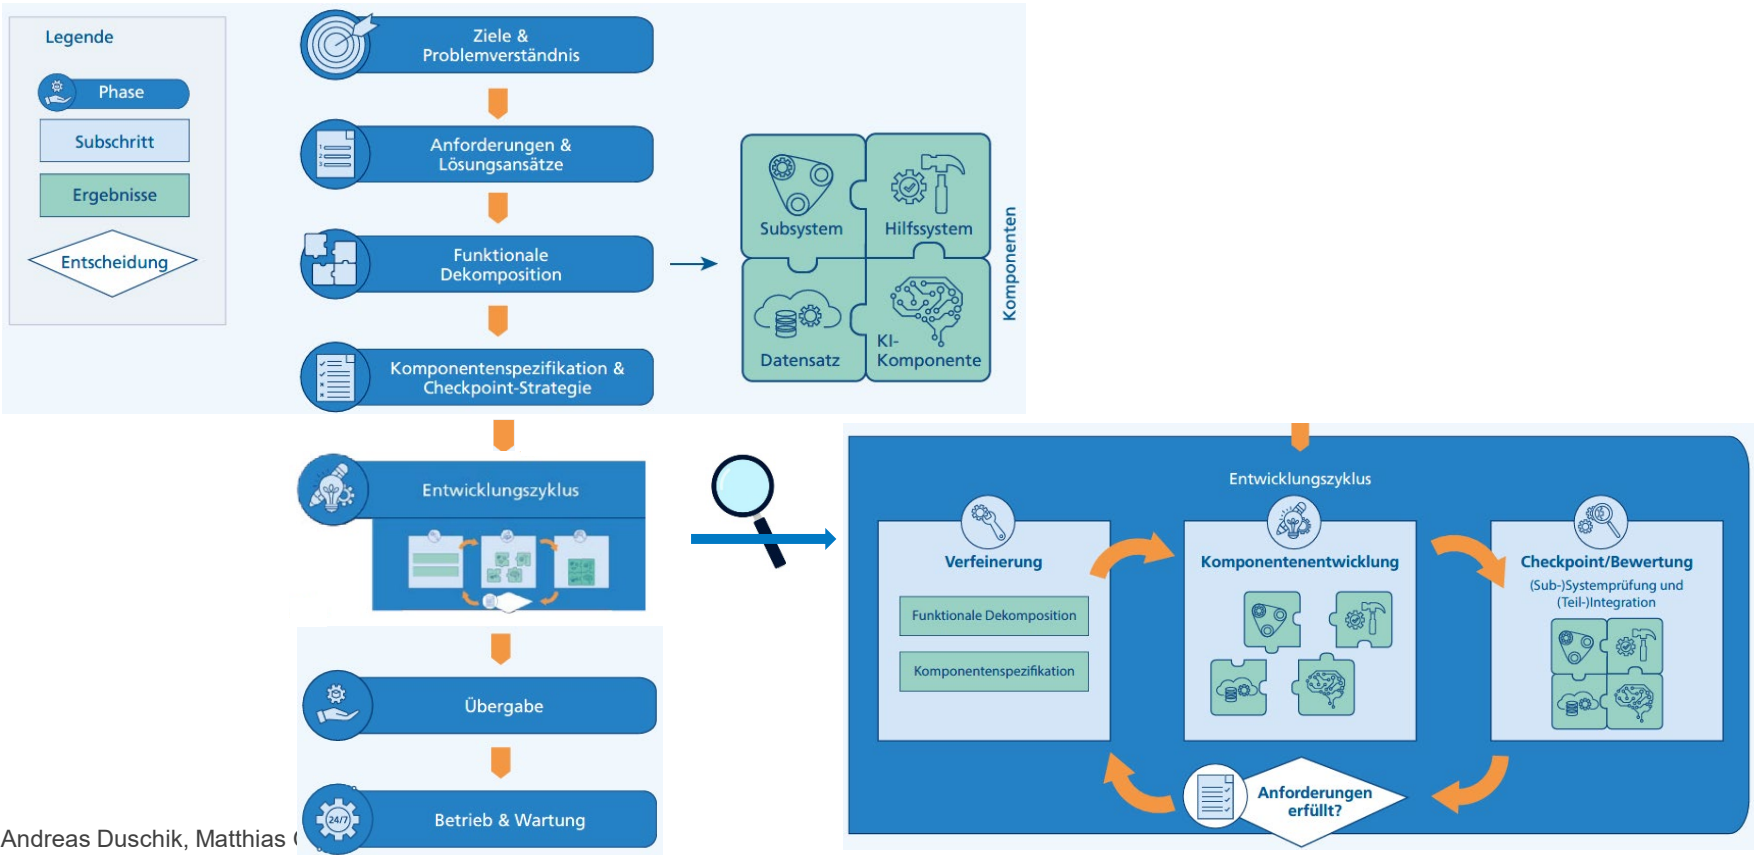 Legende
Phase
Subschritt
Ergebnisse
Entscheidung
Ziele &
Problemverständnis
Anforderungen &
Lösungsansätze
Funktionale
Dekomposition
Komponentenspezifikation &
Checkpoint-Strategie
Subsystem
Hilfssystem
Datensatz
KI-
Komponente
Komponenten
Entwicklungszyklus
Übergabe
24/7
Betrieb & Wartung
Entwicklungszyklus
Verfeinerung
Funktionale Dekomposition
Komponentenspezifikation
Komponentenentwicklung
Checkpoint/Bewertung
(Sub-)Systemprüfung und
(Teil-)Integration
Anforderungen
erfüllt?
Andreas Duschik, Matthias